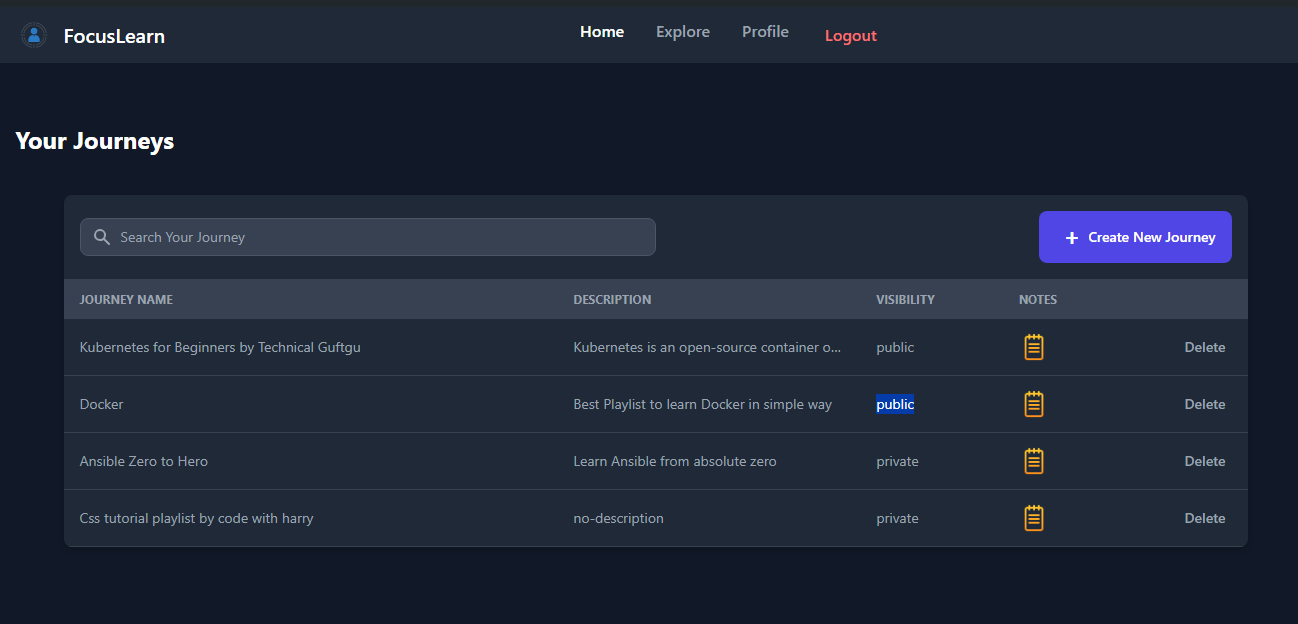 FocusLearn Home Explore Profile Logout
Your Journeys
Search Your Journey + Create New Journey
JOURNEY NAME DESCRIPTION VISIBILITY NOTES
Kubernetes for Beginners by Technical Guftgu Kubernetes is an open-source container o... public Delete
Docker Best Playlist to learn Docker in simple way public Delete
Ansible Zero to Hero Learn Ansible from absolute zero private Delete
Css tutorial playlist by code with harry no-description private Delete